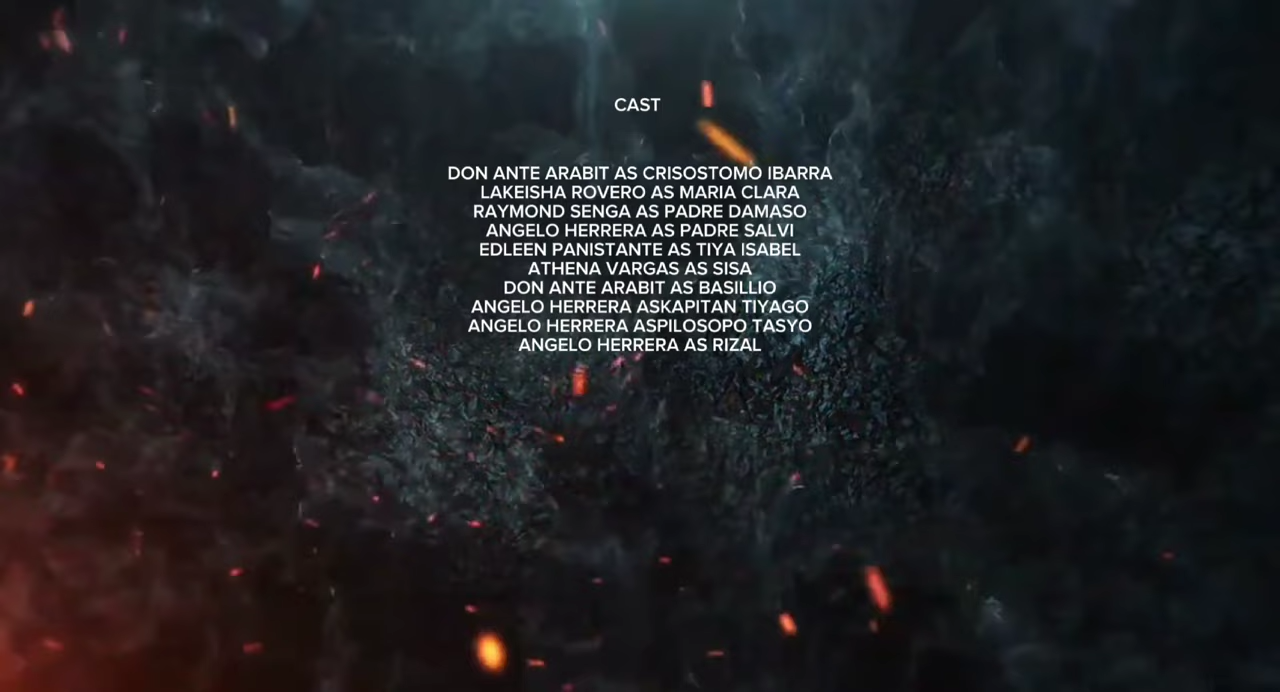 CAST
DON ANTE ARABIT AS CRISOSTOMO IBARRA
LAKEISHA ROVERO AS MARIA CLARA
RAYMOND SENGA AS PADRE DAMASO
ANGELO HERRERA AS PADRE SALVI
EDLEEN PANISTANTE AS TIYA ISABEL
ATHENA VARGAS AS SISA
DON ANTE ARABIT AS BASILLIO
ANGELO HERRERA ASKAPITAN TIYAGO
ANGELO HERRERA ASPILOSOPO TASYO
ANGELO HERRERA AS RIZAL